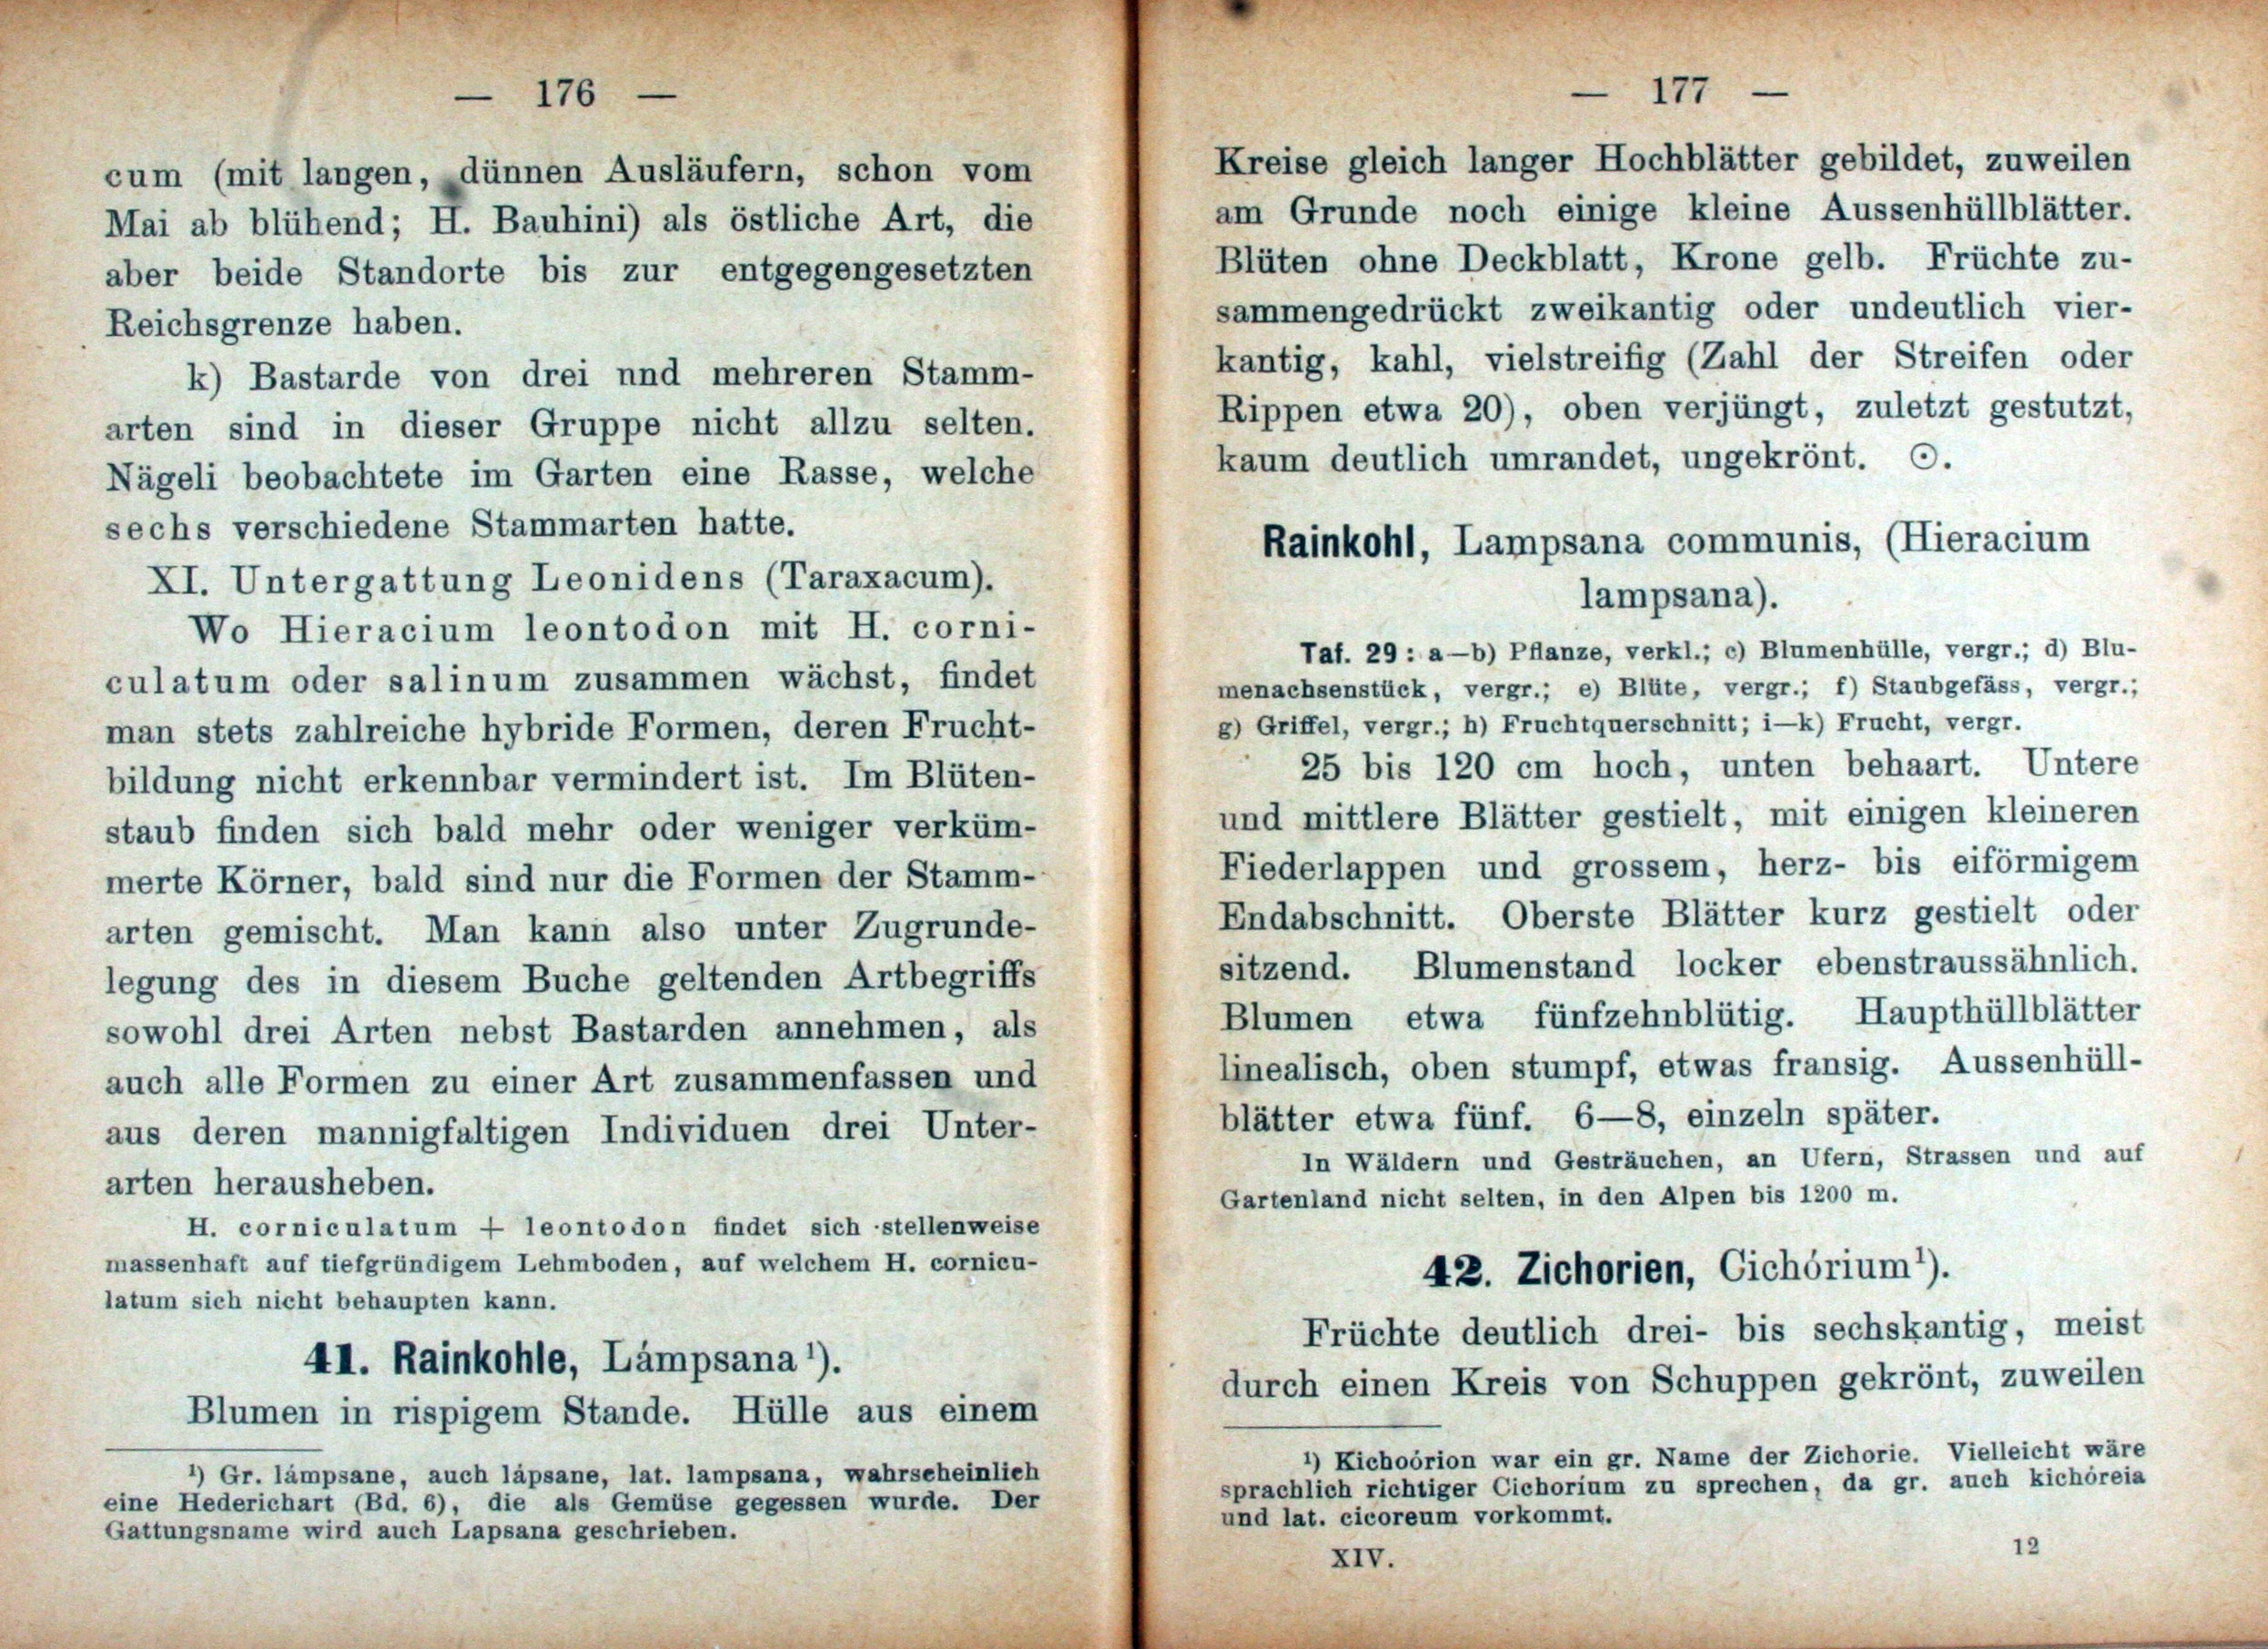 — 176 —
cum (mit langen, dünnen Ausläufern, schon vom
Mai ab blühend; H. Bauhini) als östliche Art, die
aber beide Standorte bis zur entgegengesetzten
Reichsgrenze haben.
k) Bastarde von drei nnd mehreren Stamm-
arten sind in dieser Gruppe nicht allzu selten.
Nägeli beobachtete im Garten eine Rasse, welche
sechs verschiedene Stammarten hatte.
XI. Untergattung Leonidens (Taraxacum).
Wo Hieracium leontodon mit H. corni-
culatum oder salinum zusammen wächst, findet
man stets zahlreiche hybride Formen, deren Frucht-
bildung nicht erkennbar vermindert ist. Im Blüten-
staub finden sich bald mehr oder weniger verküm-
merte Körner, bald sind nur die Formen der Stamm-
arten gemischt. Man kann also unter Zugrunde-
legung des in diesem Buche geltenden Artbegriffs
sowohl drei Arten nebst Bastarden annehmen, als
auch alle Formen zu einer Art zusammenfassen und
aus deren mannigfaltigen Individuen drei Unter-
arten herausheben.
H. corniculatum + leontodon findet sich stellenweise
massenhaft auf tiefgründigem Lehmboden, auf welchem H. cornicu-
latum sich nicht behaupten kann.
41. Rainkohle, Lámpsana ¹).
Blumen in rispigem Stande. Hülle aus einem
¹) Gr. lámpsane, auch lápsane, lat. lampsana, wahrscheinlich
eine Hederichart (Bd. 6), die als Gemüse gegessen wurde. Der
Gattungsname wird auch Lapsana geschrieben.
— 177 —
Kreise gleich langer Hochblätter gebildet, zuweilen
am Grunde noch einige kleine Aussenhüllblätter.
Blüten ohne Deckblatt, Krone gelb. Früchte zu-
sammengedrückt zweikantig oder undeutlich vier-
kantig, kahl, vielstreifig (Zahl der Streifen oder
Rippen etwa 20), oben verjüngt, zuletzt gestutzt,
kaum deutlich umrandet, ungekrönt. ⊙.
Rainkohl, Lampsana communis, (Hieracium
lampsana).
Taf. 29 : a—b) Pflanze, verkl.; c) Blumenhülle, vergr.; d) Blu-
menachsenstück, vergr.; e) Blüte, vergr.; f) Staubgefäss, vergr.;
g) Griffel, vergr.; h) Fruchtquerschnitt; i—k) Frucht, vergr.
25 bis 120 cm hoch, unten behaart. Untere
und mittlere Blätter gestielt, mit einigen kleineren
Fiederlappen und grossem, herz- bis eiförmigem
Endabschnitt. Oberste Blätter kurz gestielt oder
sitzend. Blumenstand locker ebenstraussähnlich.
Blumen etwa fünfzehnblütig. Haupthüllblätter
linealisch, oben stumpf, etwas fransig. Aussenhüll-
blätter etwa fünf. 6—8, einzeln später.
In Wäldern und Gesträuchen, an Ufern, Strassen und auf
Gartenland nicht selten, in den Alpen bis 1200 m.
42. Zichorien, Cichórium¹).
Früchte deutlich drei- bis sechskantig, meist
durch einen Kreis von Schuppen gekrönt, zuweilen
¹) Kichoórion war ein gr. Name der Zichorie. Vielleicht wäre
sprachlich richtiger Cichoríum zu sprechen, da gr. auch kichóreia
und lat. cicoreum vorkommt.
XIV.
12